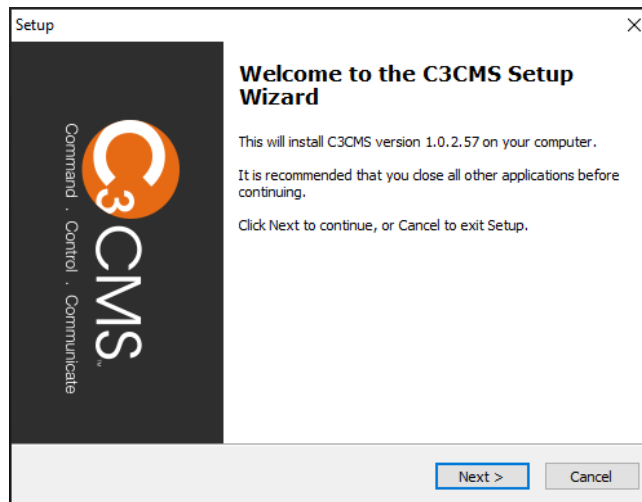 Setup
Welcome to the C3CMS Setup
Wizard
This will install C3CMS version 1.0.2.57 on your computer.
It is recommended that you close all other applications before
continuing.
Click Next to continue, or Cancel to exit Setup.
C3CMS™
Command . Control . Communicate
Next >
Cancel